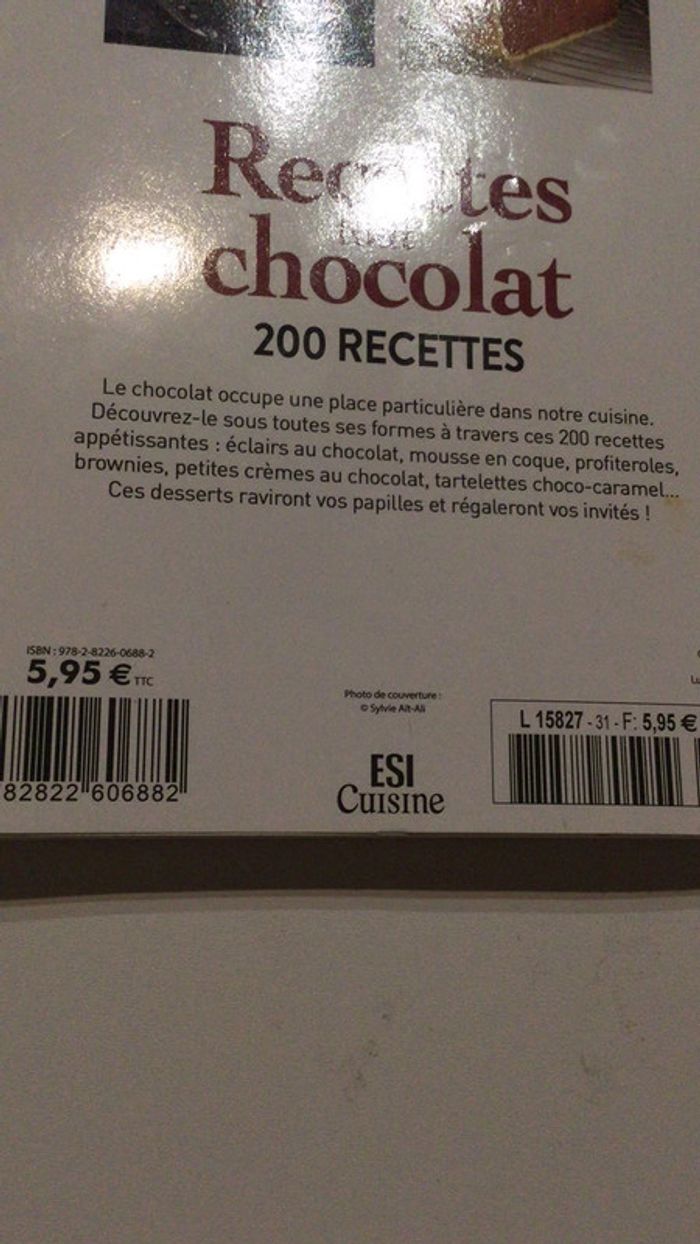 Recettes
tout
chocolat
200 RECETTES
Le chocolat occupe une place particulière dans notre cuisine.
Découvrez-le sous toutes ses formes à travers ces 200 recettes
appétissantes : éclairs au chocolat, mousse en coque, profiteroles,
brownies, petites crèmes au chocolat, tartelettes choco-caramel...
Ces desserts raviront vos papilles et régaleront vos invités !
ISBN : 978-2-8226-0688-2
5,95 € TTC
82822 606882
Photo de couverture :
© Sylvie Aït-Ali
ESI
Cuisine
L 15827 - 31 - F: 5,95 €